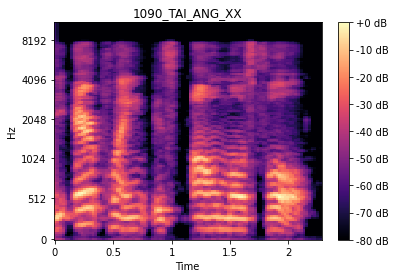 1090_TAI_ANG_XX
+0 dB
8192
-10 dB
4096
-20 dB
-30 dB
2048
Hz
-40 dB
1024
-50 dB
512
-60 dB
-70 dB
0
-80 dB
0
0.5
1
1.5
2
Time